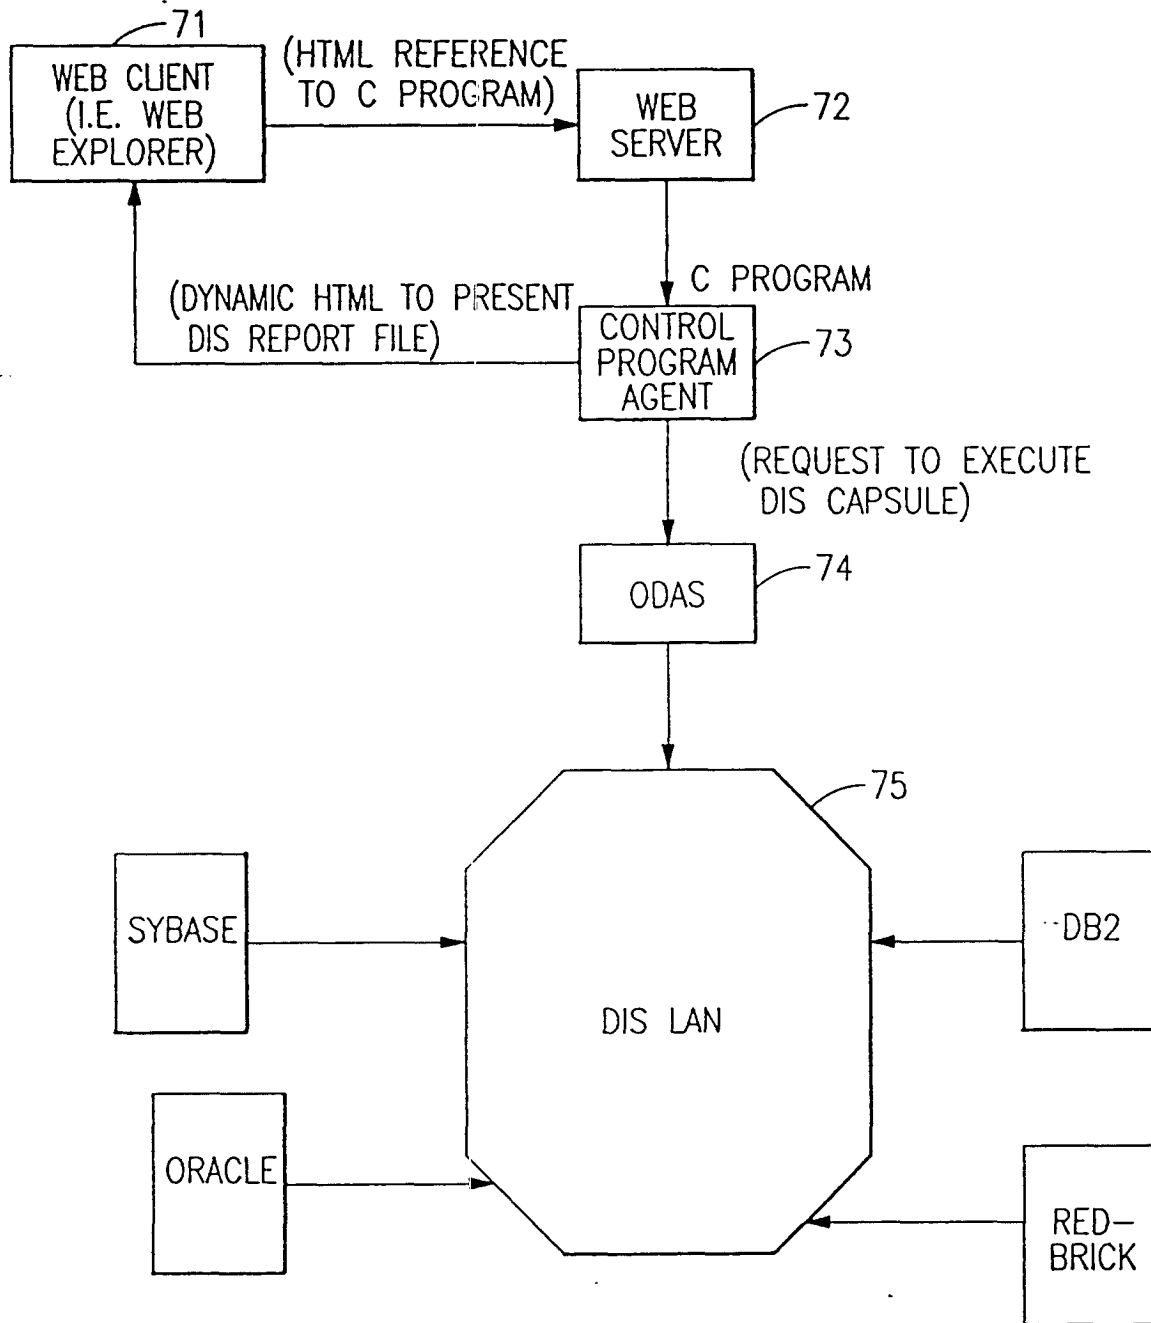 71
WEB CLIENT
(I.E. WEB
EXPLORER)
(HTML REFERENCE
TO C PROGRAM)
WEB
SERVER
72
C PROGRAM
(DYNAMIC HTML TO PRESENT
DIS REPORT FILE)
CONTROL
PROGRAM
AGENT
73
(REQUEST TO EXECUTE
DIS CAPSULE)
ODAS
74
75
SYBASE
DB2
DIS LAN
ORACLE
RED-
BRICK